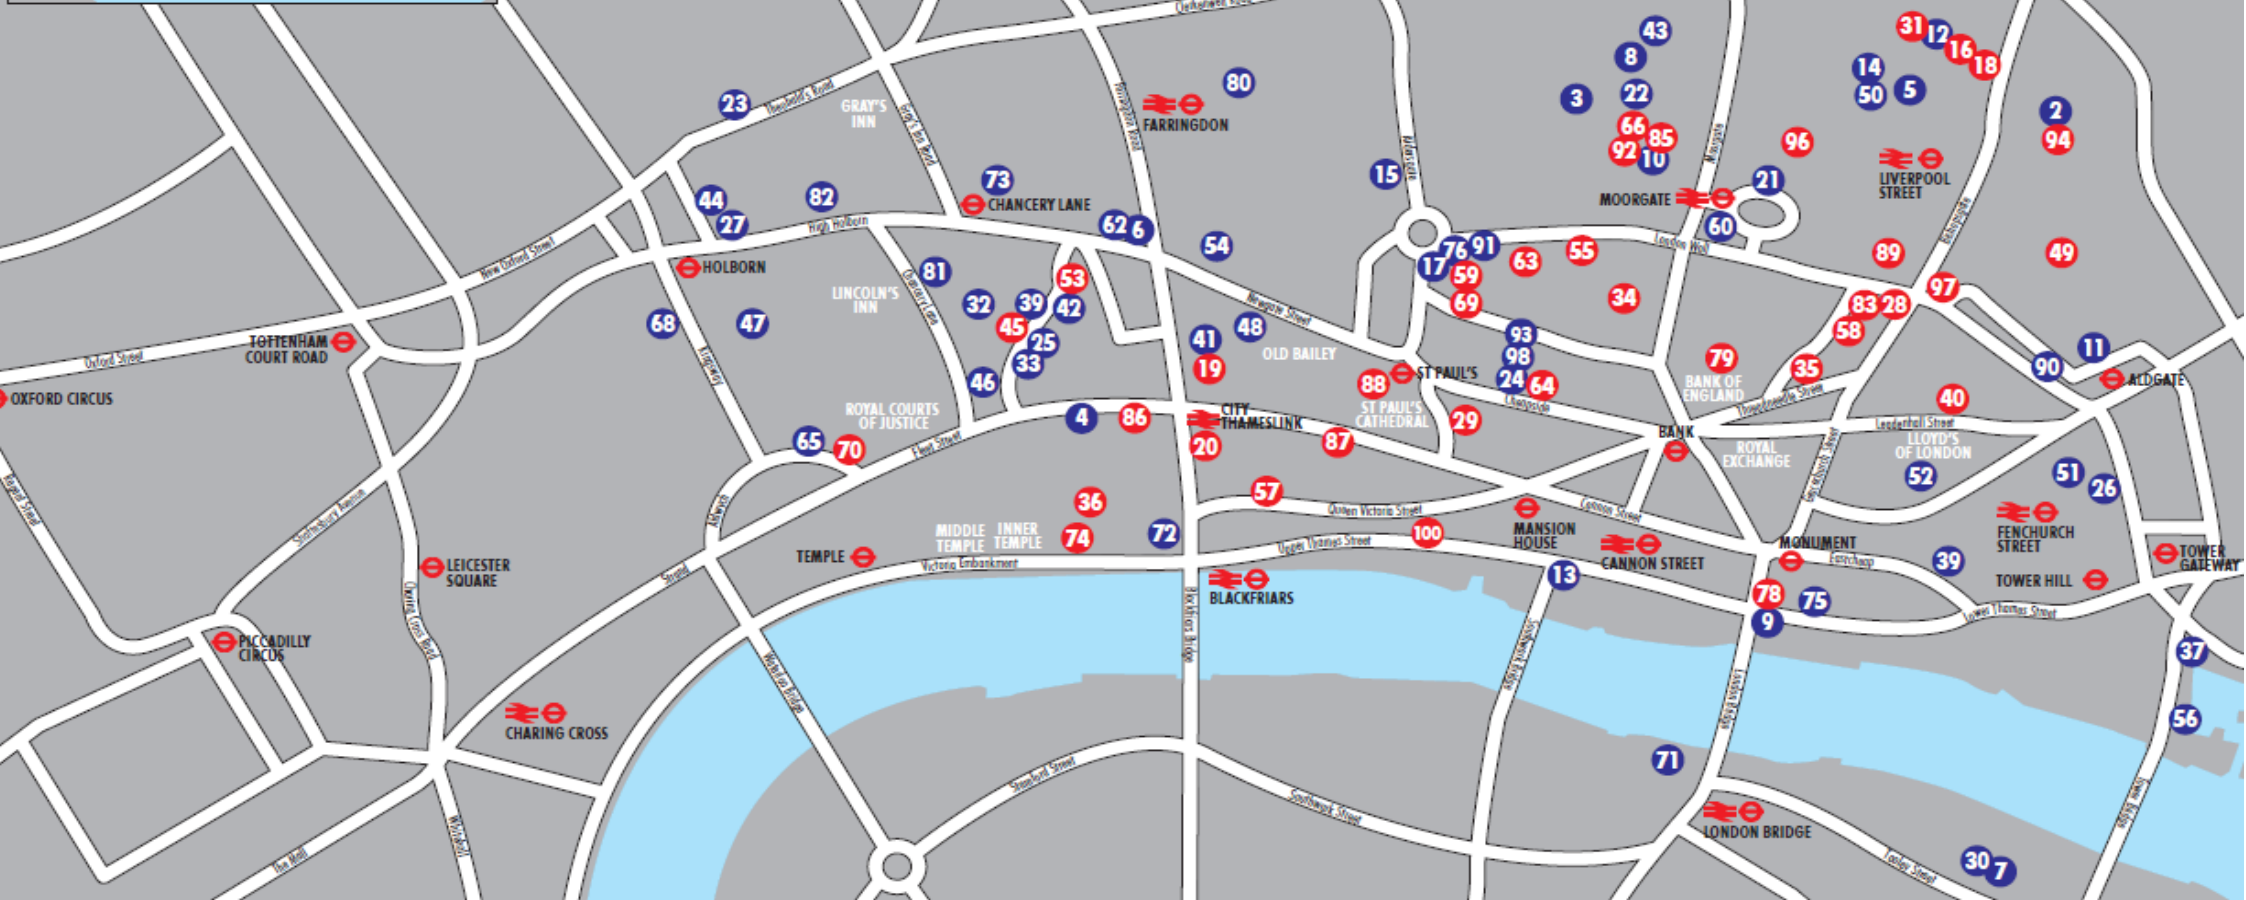 Clerkenwell Road
43
31
12
16
18
8
14
80
3
22
50
5
23
Theobald's Road
GRAY'S
INN
FARRINGDON
Farringdon Road
Gray's Inn Road
66
85
92
10
96
2
94
LIVERPOOL
STREET
Moorgate
15
73
21
CHANCERY LANE
MOORGATE
44
82
27
High Holborn
62
6
54
60
London Wall
76
91
17
63
55
59
69
34
89
49
Bishopsgate
New Oxford Street
HOLBORN
LINCOLN'S
INN
Chancery Lane
81
53
32
39
42
45
25
33
46
68
47
Kingsway
Newgate Street
41
48
19
OLD BAILEY
93
98
24
64
83
28
97
58
79
35
BANK OF
ENGLAND
Threadneedle Street
90
11
ALDGATE
TOTTENHAM
COURT ROAD
Oxford Street
OXFORD CIRCUS
ST PAUL'S
88
ST PAUL'S
CATHEDRAL
29
Cheapside
40
Leadenhall Street
LLOYD'S
OF LONDON
52
ROYAL COURTS
OF JUSTICE
Fleet Street
4
86
CITY
THAMESLINK
20
87
BANK
ROYAL
EXCHANGE
Gracechurch Street
65
70
51
26
57
Queen Victoria Street
Cannon Street
Regent Street
Shaftesbury Avenue
Aldwych
36
MIDDLE
TEMPLE
INNER
TEMPLE
74
72
100
Upper Thames Street
MANSION
HOUSE
CANNON STREET
MONUMENT
Eastcheap
39
FENCHURCH
STREET
TOWER
GATEWAY
TOWER HILL
TEMPLE
Victoria Embankment
Strand
LEICESTER
SQUARE
Charing Cross Road
BLACKFRIARS
Blackfriars Bridge
13
78
75
9
Lower Thames Street
Southwark Bridge
PICCADILLY
CIRCUS
Waterloo Bridge
London Bridge
37
56
CHARING CROSS
71
Stamford Street
Southwark Street
LONDON BRIDGE
Tower Bridge
Tooley Street
30
7
The Mall
Whitehall